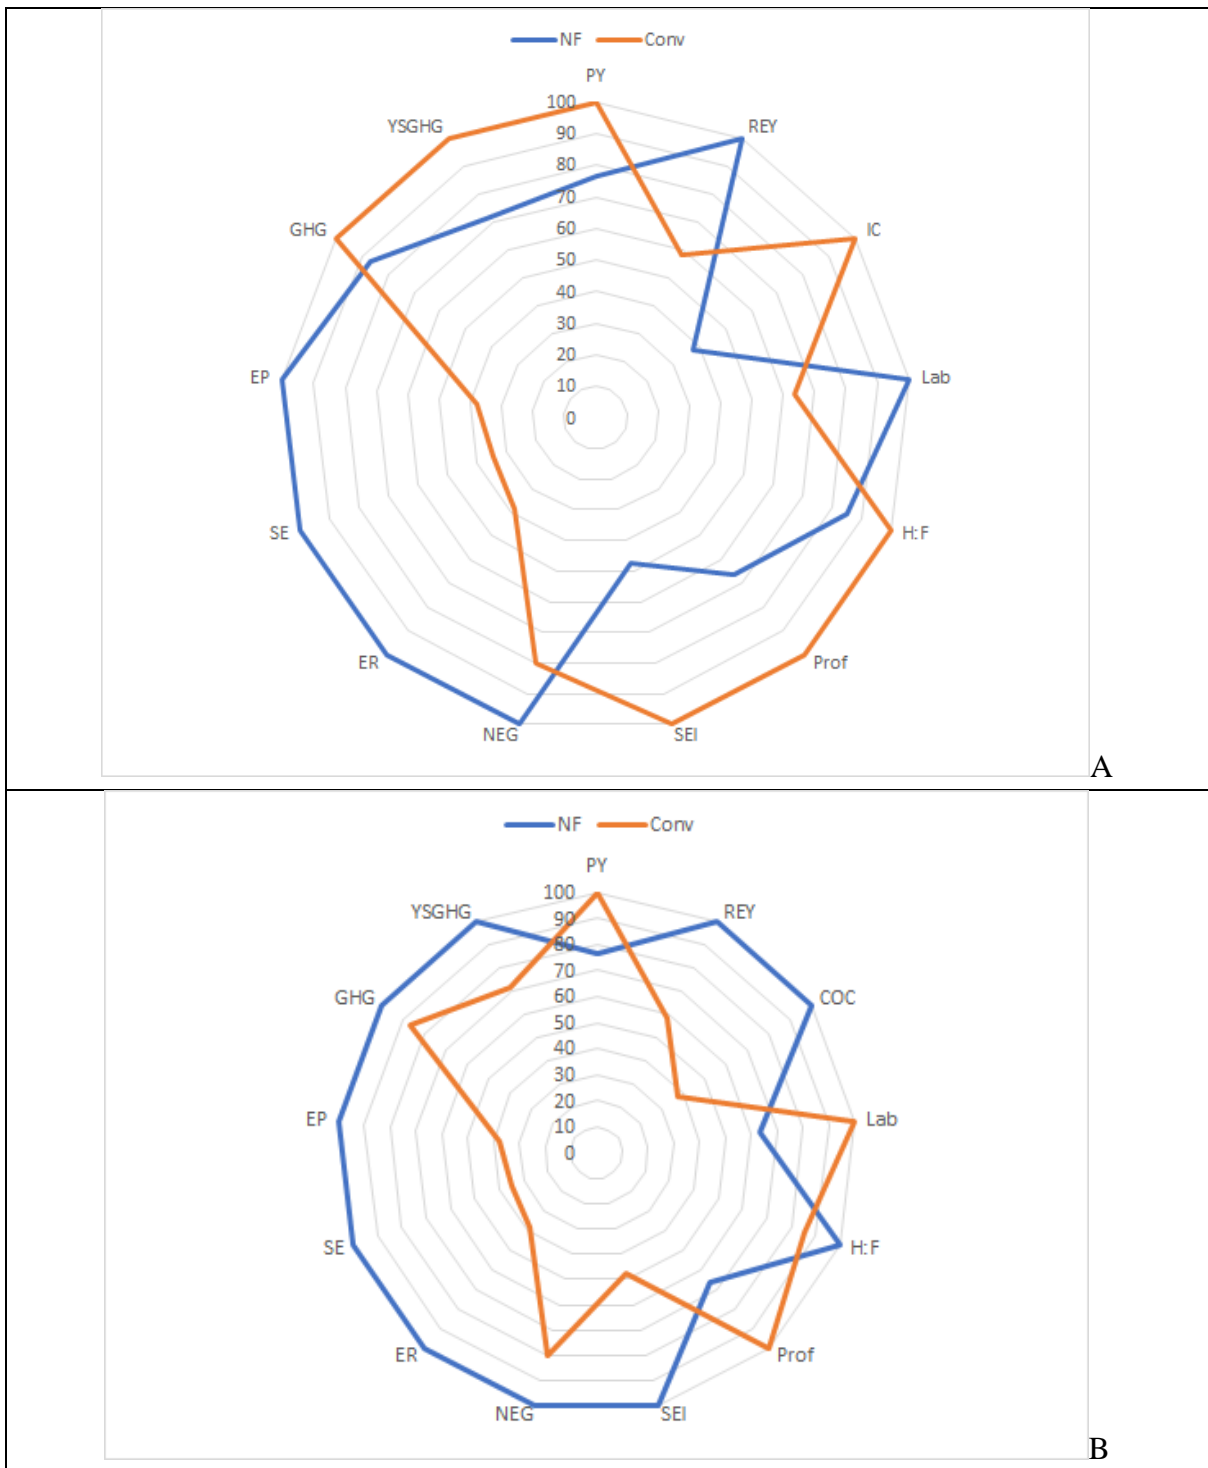 NF Conv
PY
100
REY
YSGHG
90
80
70
GHG
IC
60
50
40
30
20
EP
Lab
10
0
SE
H:F
ER
Prof
NEG
SEI
A
NF Conv
PY
100
YSGHG
REY
90
80
70
GHG
COC
60
50
40
30
EP
Lab
20
10
0
SE
H:F
ER
Prof
NEG
SEI
B